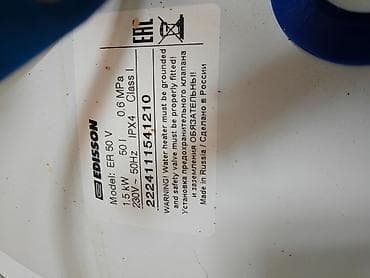 EDISSON
Model: ER 50 V
50 l 0.6 MPa
1,5 kW IPX4 Class I
230V ~ 50Hz
2224111541210
EAC
WARNING! Water heater must be grounded
and safety valve must be properly fitted!
Установка предохранительного клапана
и заземления ОБЯЗАТЕЛЬНЫ!
Made in Russia / Сделано в России